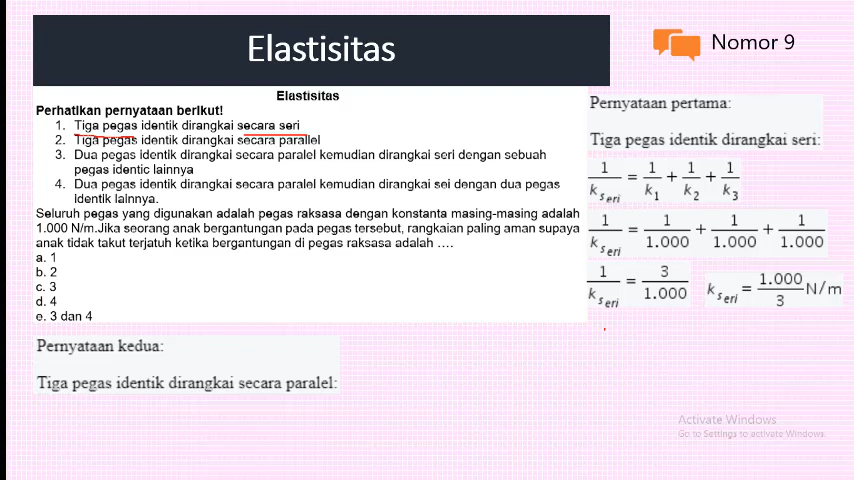 Elastisitas
Nomor 9
Elastisitas
Perhatikan pernyataan berikut!
1. Tiga pegas identik dirangkai secara seri
2. Tiga pegas identik dirangkai secara parallel
3. Dua pegas identik dirangkai secara paralel kemudian dirangkai seri dengan sebuah
pegas identic lainnya
4. Dua pegas identik dirangkai secara paralel kemudian dirangkai sei dengan dua pegas
identik lainnya.
Seluruh pegas yang digunakan adalah pegas raksasa dengan konstanta masing-masing adalah
1.000 N/m.Jika seorang anak bergantungan pada pegas tersebut, rangkaian paling aman supaya
anak tidak takut terjatuh ketika bergantungan di pegas raksasa adalah ….
a. 1
b. 2
c. 3
d. 4
e. 3 dan 4
Pernyataan pertama:
Tiga pegas identik dirangkai seri:
1/k_seri = 1/k_1 + 1/k_2 + 1/k_3
1/k_seri = 1/1.000 + 1/1.000 + 1/1.000
1/k_seri = 3/1.000 k_seri = 1.000/3 N/m
Pernyataan kedua:
Tiga pegas identik dirangkai secara paralel:
Activate Windows
Go to Settings to activate Windows.